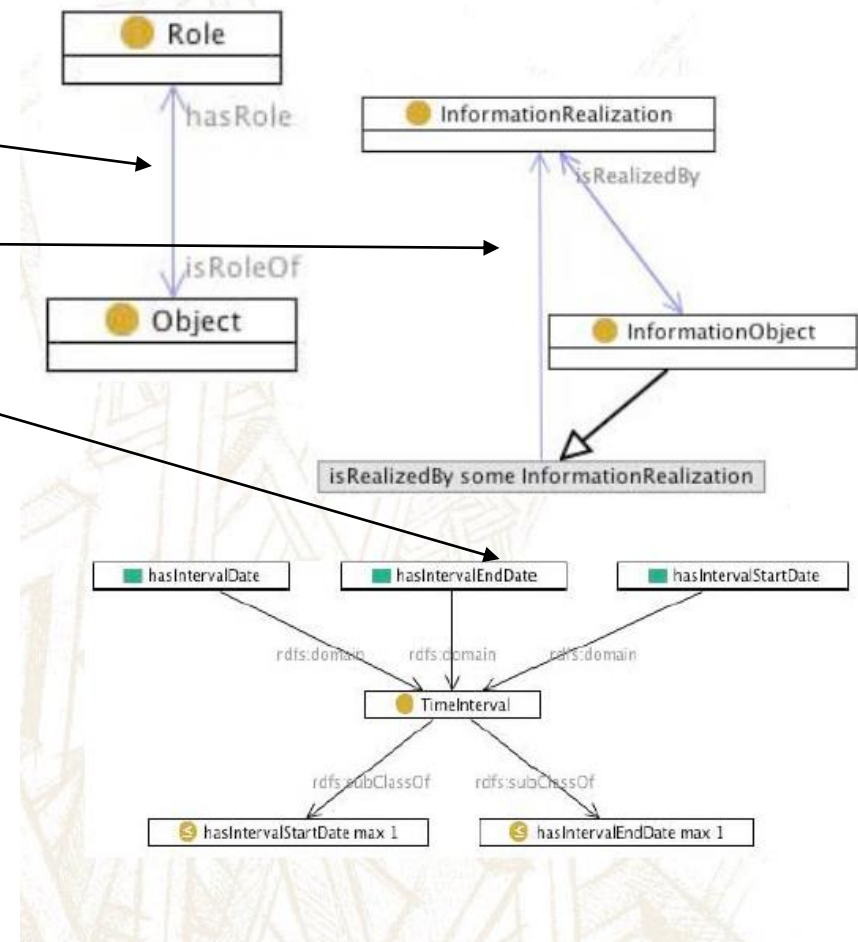 Role
hasRole
isRoleOf
Object
InformationRealization
isRealizedBy
InformationObject
isRealizedBy some InformationRealization
hasIntervalDate
hasIntervalEndDate
hasIntervalStartDate
rdfs:domain
rdfs:domain
rdfs:domain
TimeInterval
rdfs:subClassOf
rdfs:subClassOf
≤ hasIntervalStartDate max 1
≤ hasIntervalEndDate max 1